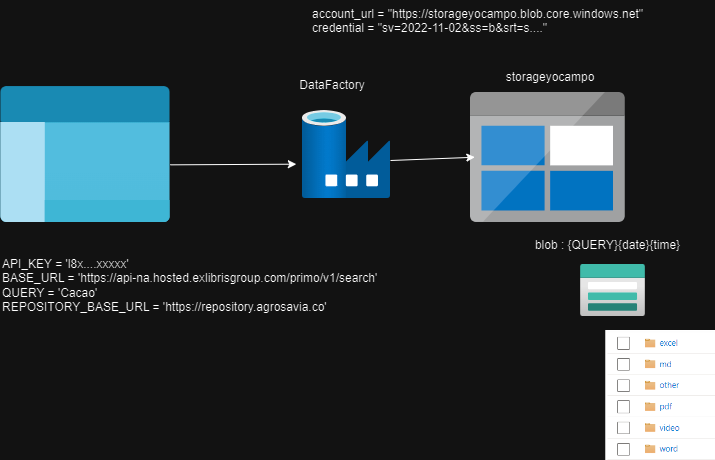 account_url = "https://storageyocampo.blob.core.windows.net"
credential = "sv=2022-11-02&ss=b&srt=s...."
DataFactory
storageyocampo
blob : {QUERY}{date}{time}
API_KEY = 'l8x....xxxxx'
BASE_URL = 'https://api-na.hosted.exlibrisgroup.com/primo/v1/search'
QUERY = 'Cacao'
REPOSITORY_BASE_URL = 'https://repository.agrosavia.co'
excel
md
other
pdf
video
word